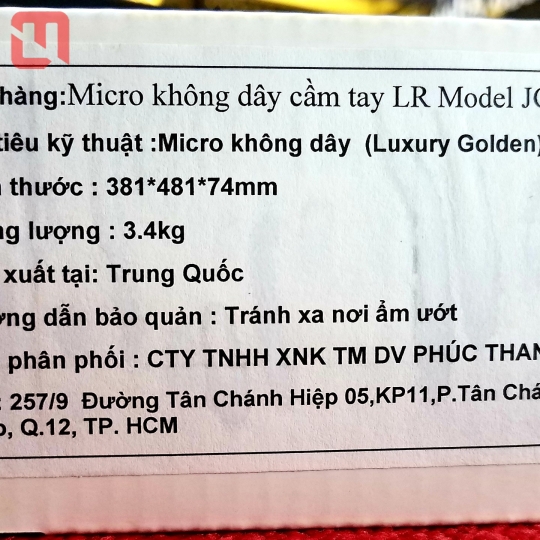 hàng:Micro không dây cầm tay LR Model JC
tiêu kỹ thuật :Micro không dây (Luxury Golden)
thước : 381*481*74mm
ng lượng : 3.4kg
xuất tại: Trung Quốc
ng dẫn bảo quản : Tránh xa nơi ẩm ướt
phân phối : CTY TNHH XNK TM DV PHÚC THAN
: 257/9 Đường Tân Chánh Hiệp 05,KP11,P.Tân Chá
, Q.12, TP. HCM